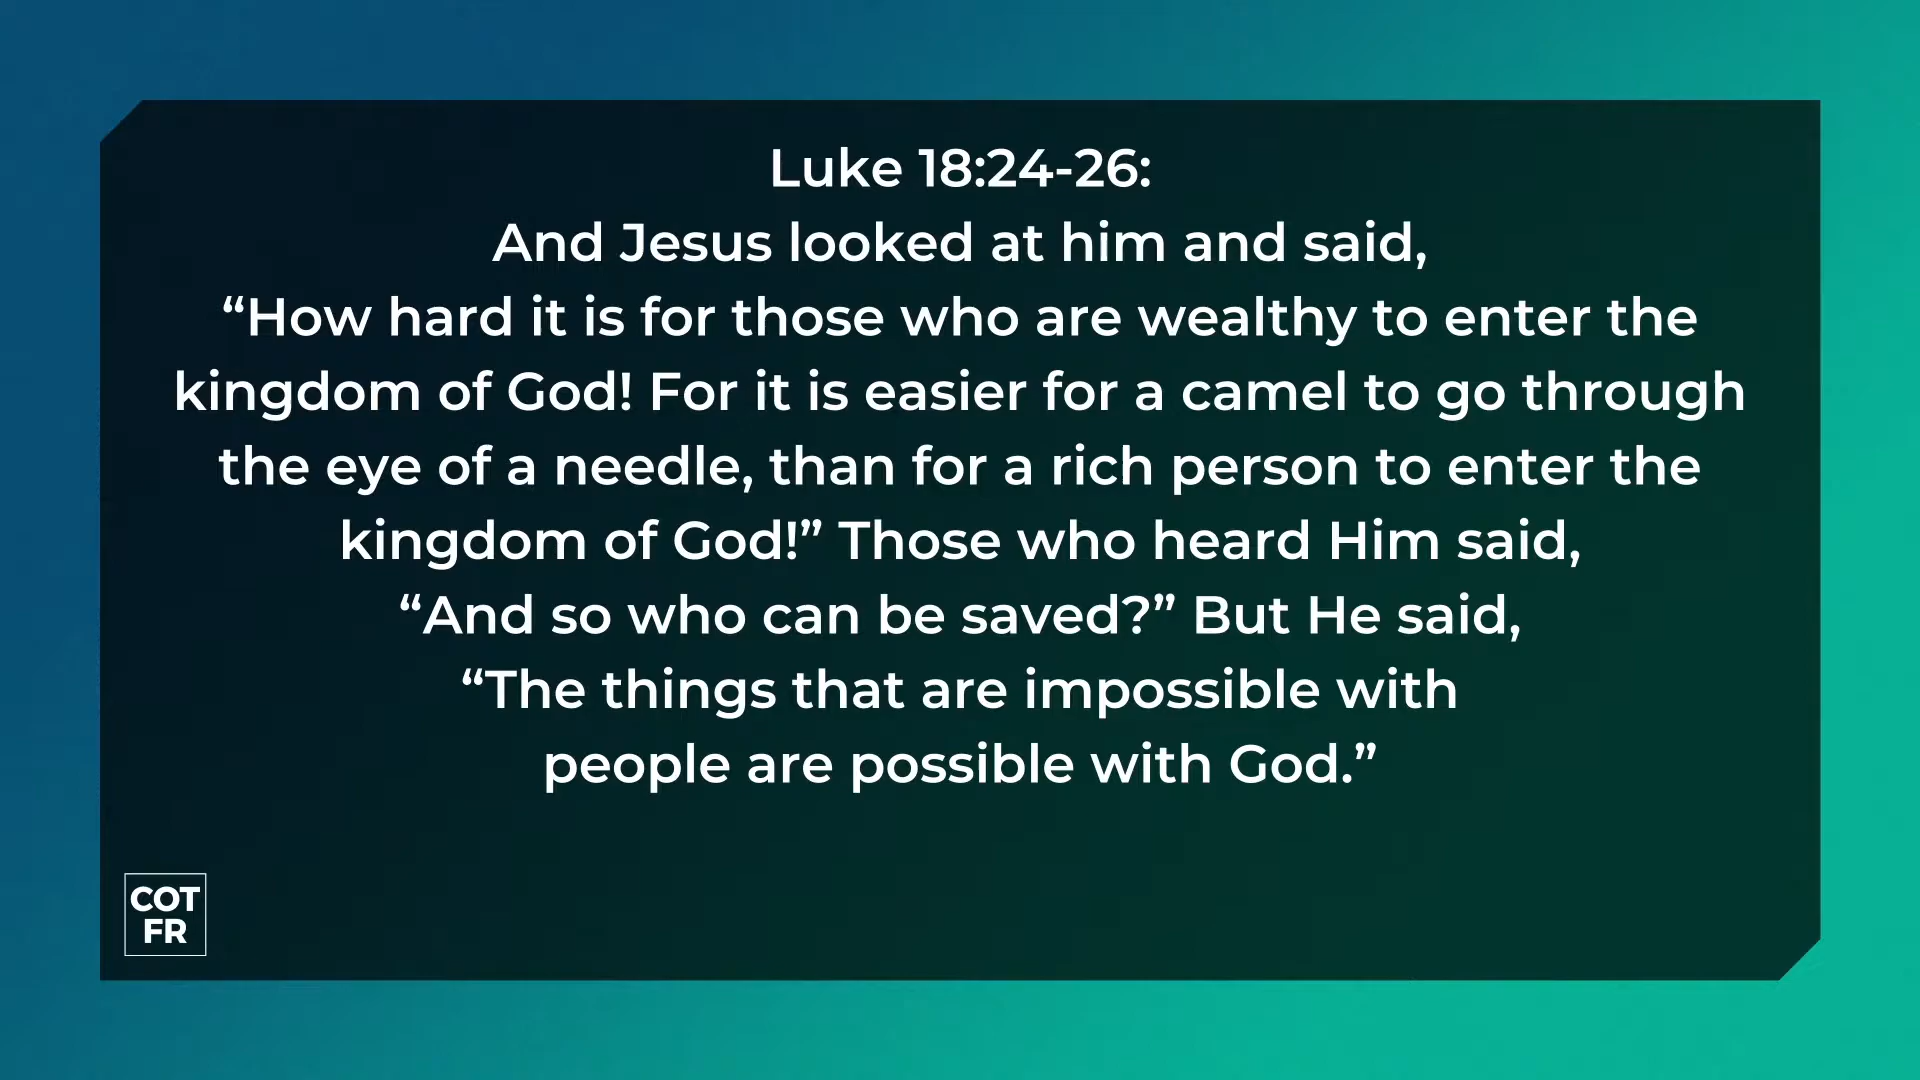 Luke 18:24-26:
And Jesus looked at him and said,
“How hard it is for those who are wealthy to enter the
kingdom of God! For it is easier for a camel to go through
the eye of a needle, than for a rich person to enter the
kingdom of God!” Those who heard Him said,
“And so who can be saved?” But He said,
“The things that are impossible with
people are possible with God.”
COT
FR